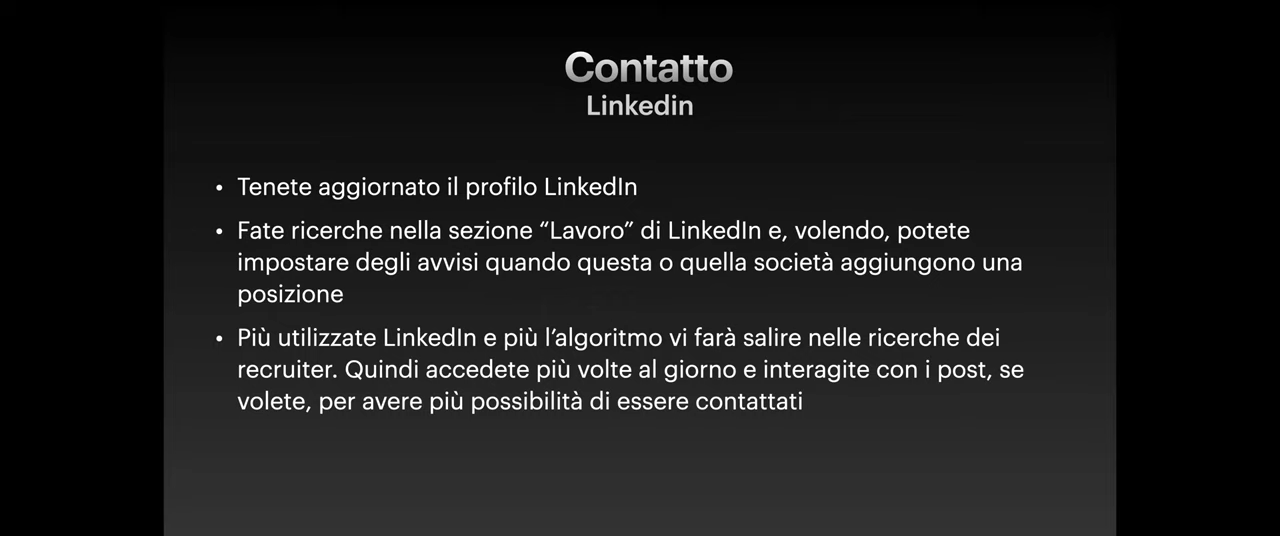 Contatto
Linkedin
• Tenete aggiornato il profilo LinkedIn
• Fate ricerche nella sezione “Lavoro” di LinkedIn e, volendo, potete
impostare degli avvisi quando questa o quella società aggiungono una
posizione
• Più utilizzate LinkedIn e più l’algoritmo vi farà salire nelle ricerche dei
recruiter. Quindi accedete più volte al giorno e interagite con i post, se
volete, per avere più possibilità di essere contattati